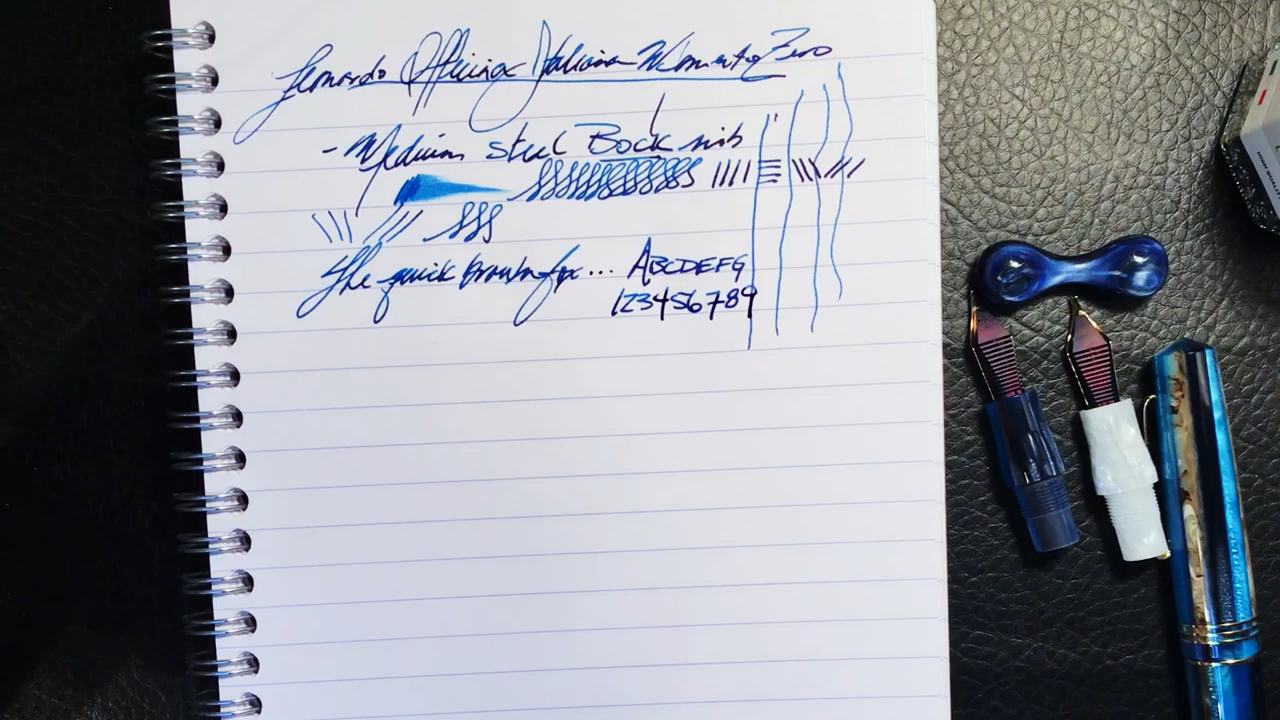 Leonardo Officina Italiana Momento Zero
- Medium steel Bock nib
The quick brown fox... ABCDEFG
123456789